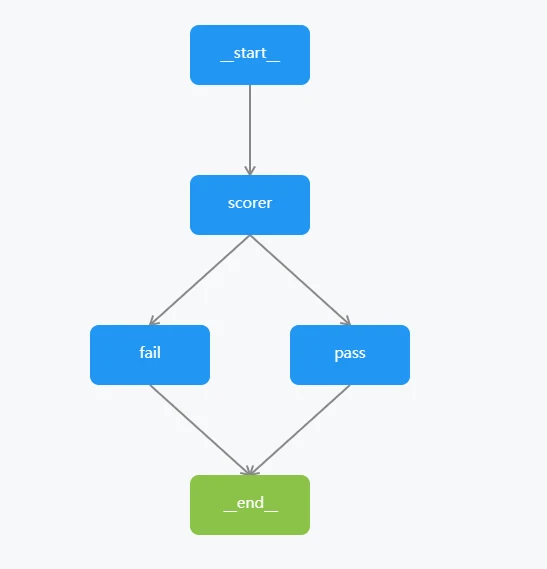 __start__
scorer
fail
pass
__end__